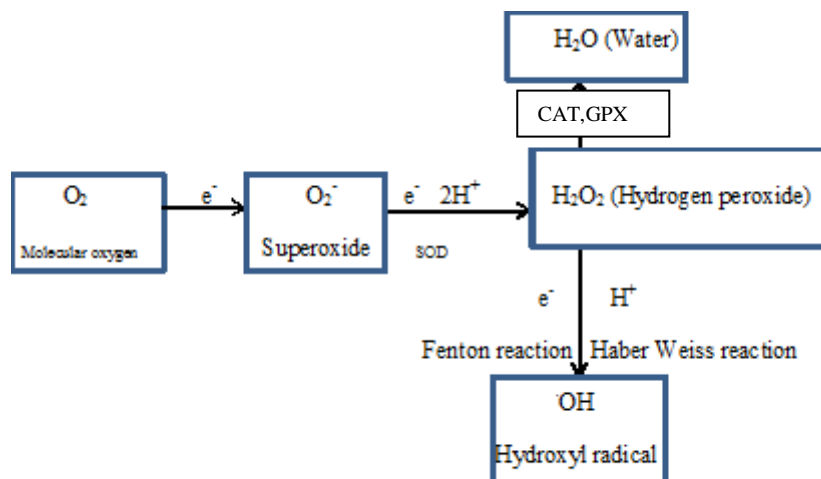 H₂O (Water)
CAT,GPX
O₂
Molecular oxygen
e⁻
O₂⁻
Superoxide
e⁻ 2H⁺
SOD
H₂O₂ (Hydrogen peroxide)
e⁻ H⁺
Fenton reaction Haber Weiss reaction
·OH
Hydroxyl radical